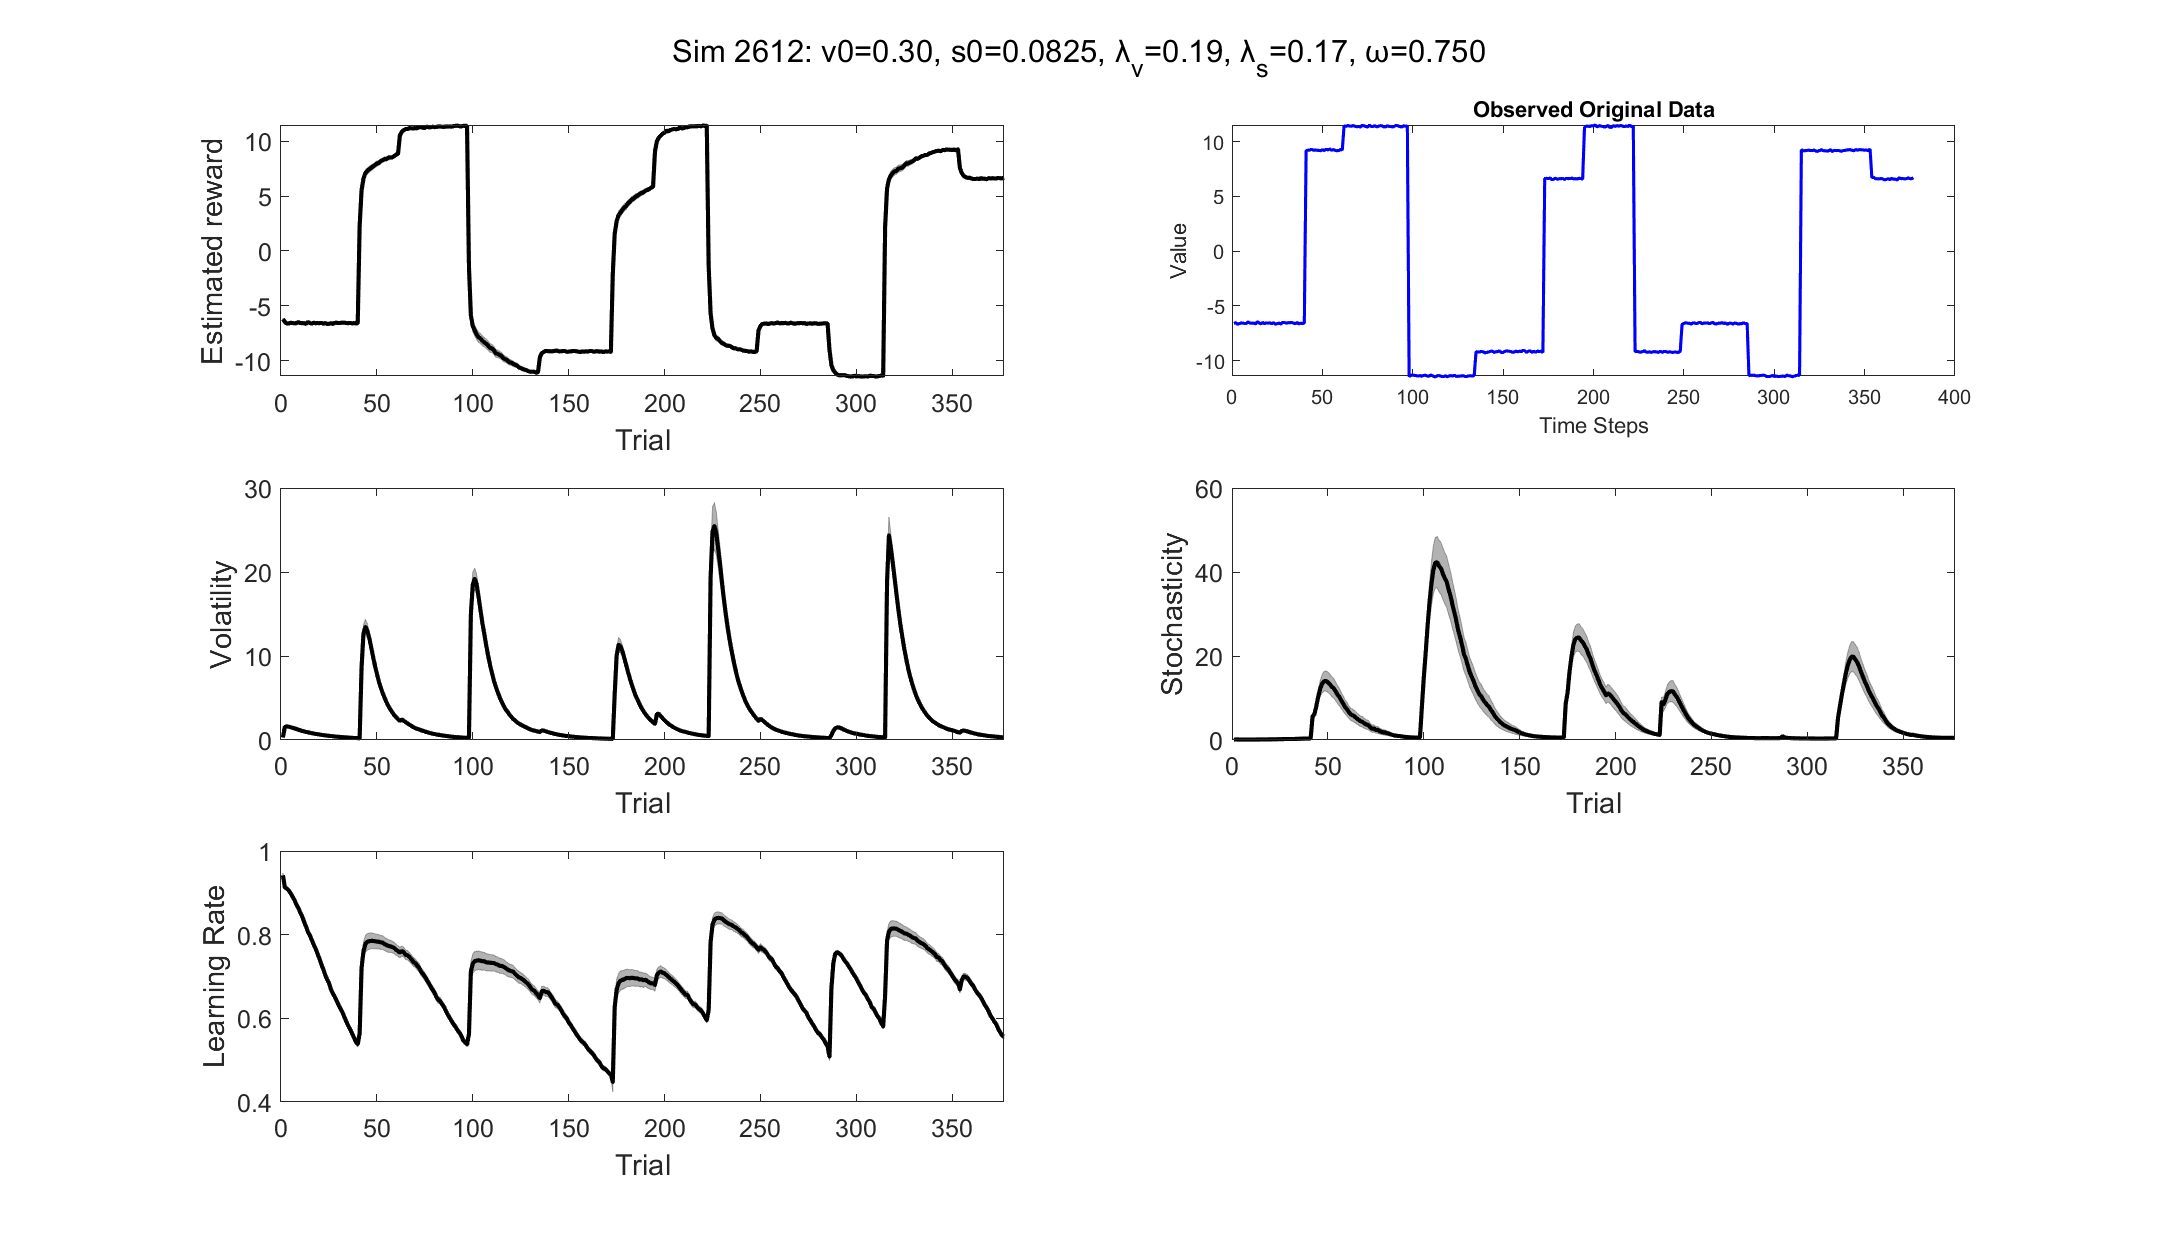 Sim 2612: v0=0.30, s0=0.0825, λ_v=0.19, λ_s=0.17, ω=0.750
Estimated reward
10
5
0
-5
-10
0 50 100 150 200 250 300 350
Trial
Observed Original Data
Value
10
5
0
-5
-10
0 50 100 150 200 250 300 350 400
Time Steps
Volatility
30
20
10
0
0 50 100 150 200 250 300 350
Trial
Stochasticity
60
40
20
0
0 50 100 150 200 250 300 350
Trial
Learning Rate
1
0.8
0.6
0.4
0 50 100 150 200 250 300 350
Trial